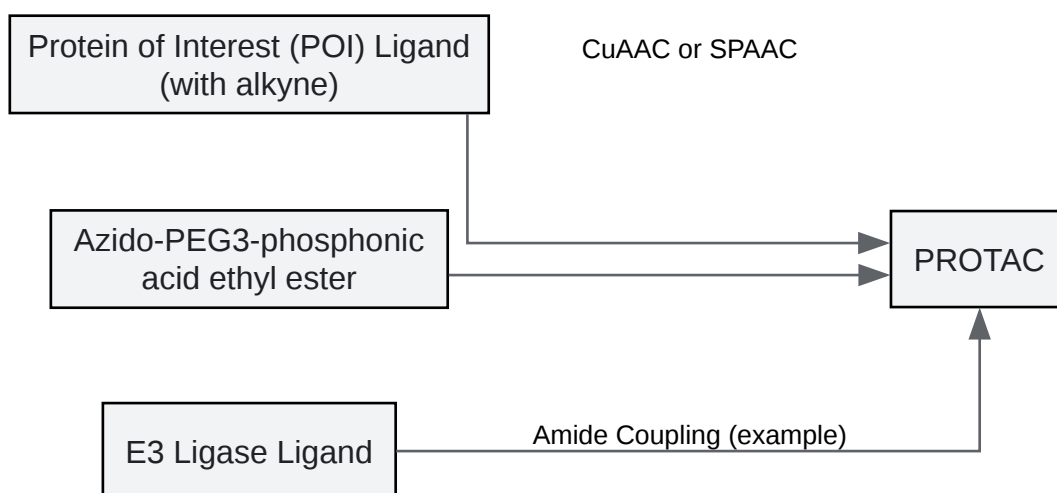 Protein of Interest (POI) Ligand
(with alkyne)
CuAAC or SPAAC
Azido-PEG3-phosphonic
acid ethyl ester
PROTAC
E3 Ligase Ligand
Amide Coupling (example)